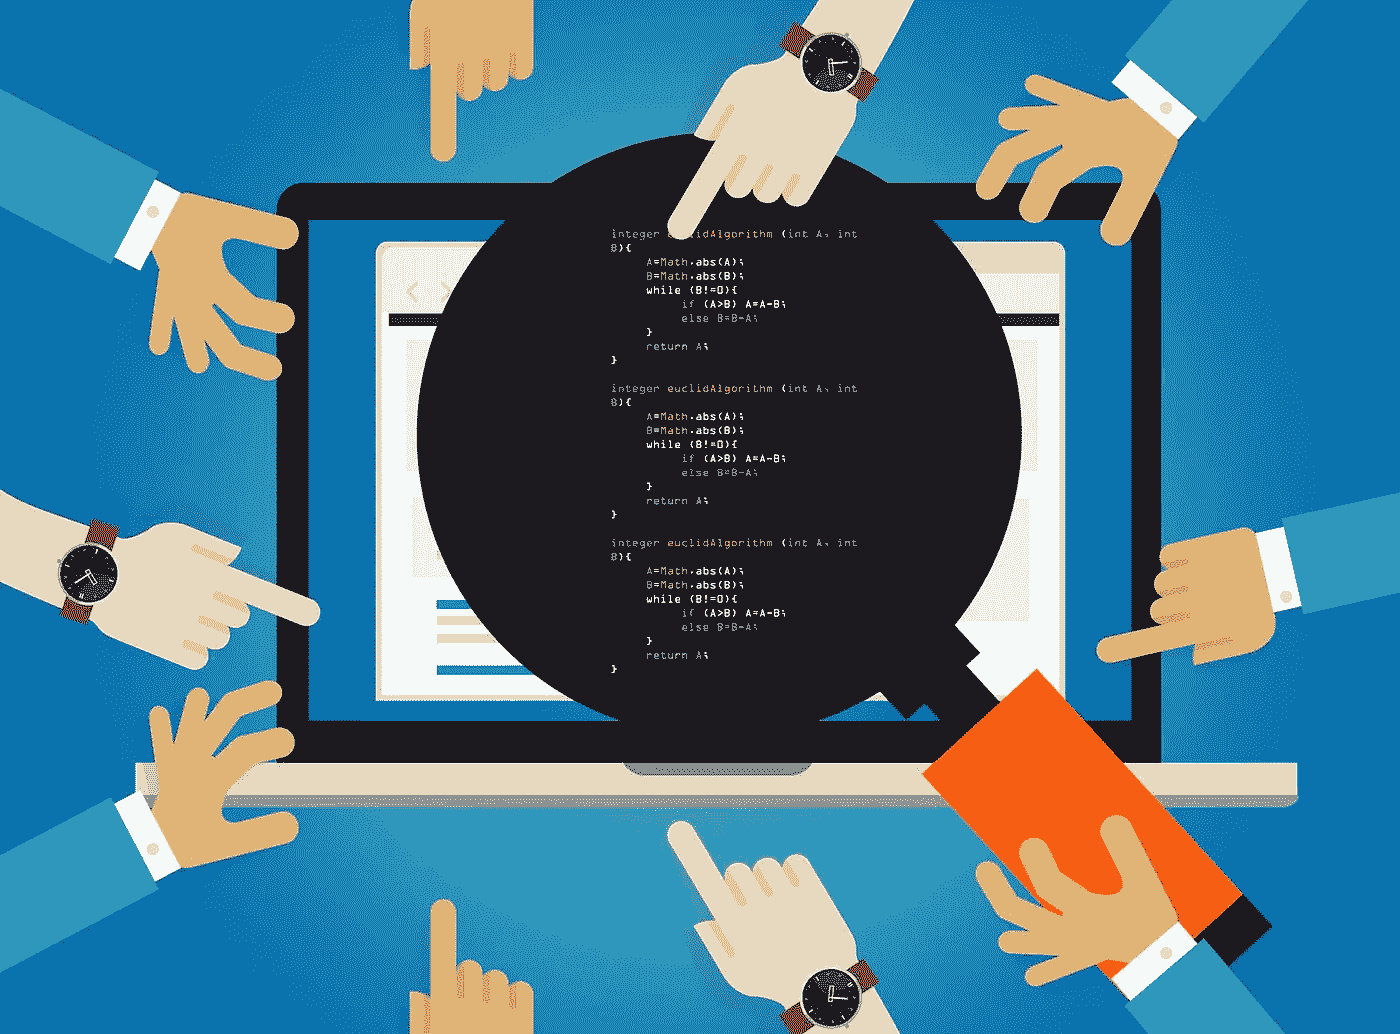 integer euclidAlgorithm (int A, int
B){
A=Math.abs(A);
B=Math.abs(B);
while (B!=0){
if (A>B) A=A-B;
else B=B-A;
}
return A;
}
integer euclidAlgorithm (int A, int
B){
A=Math.abs(A);
B=Math.abs(B);
while (B!=0){
if (A>B) A=A-B;
else B=B-A;
}
return A;
}
integer euclidAlgorithm (int A, int
B){
A=Math.abs(A);
B=Math.abs(B);
while (B!=0){
if (A>B) A=A-B;
else B=B-A;
}
return A;
}